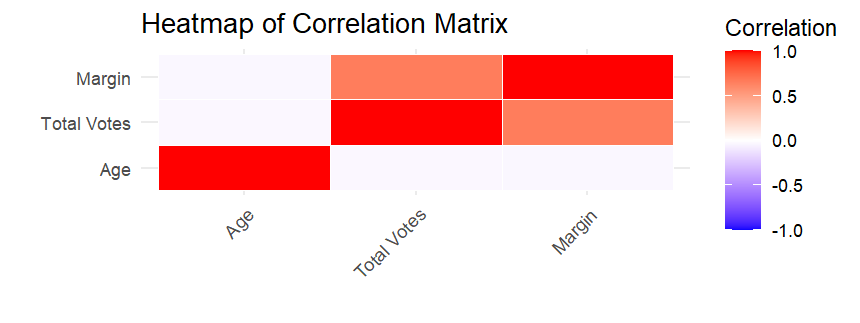 Heatmap of Correlation Matrix
Margin
Total Votes
Age
Age
Total Votes
Margin
Correlation
1.0
0.5
0.0
-0.5
-1.0